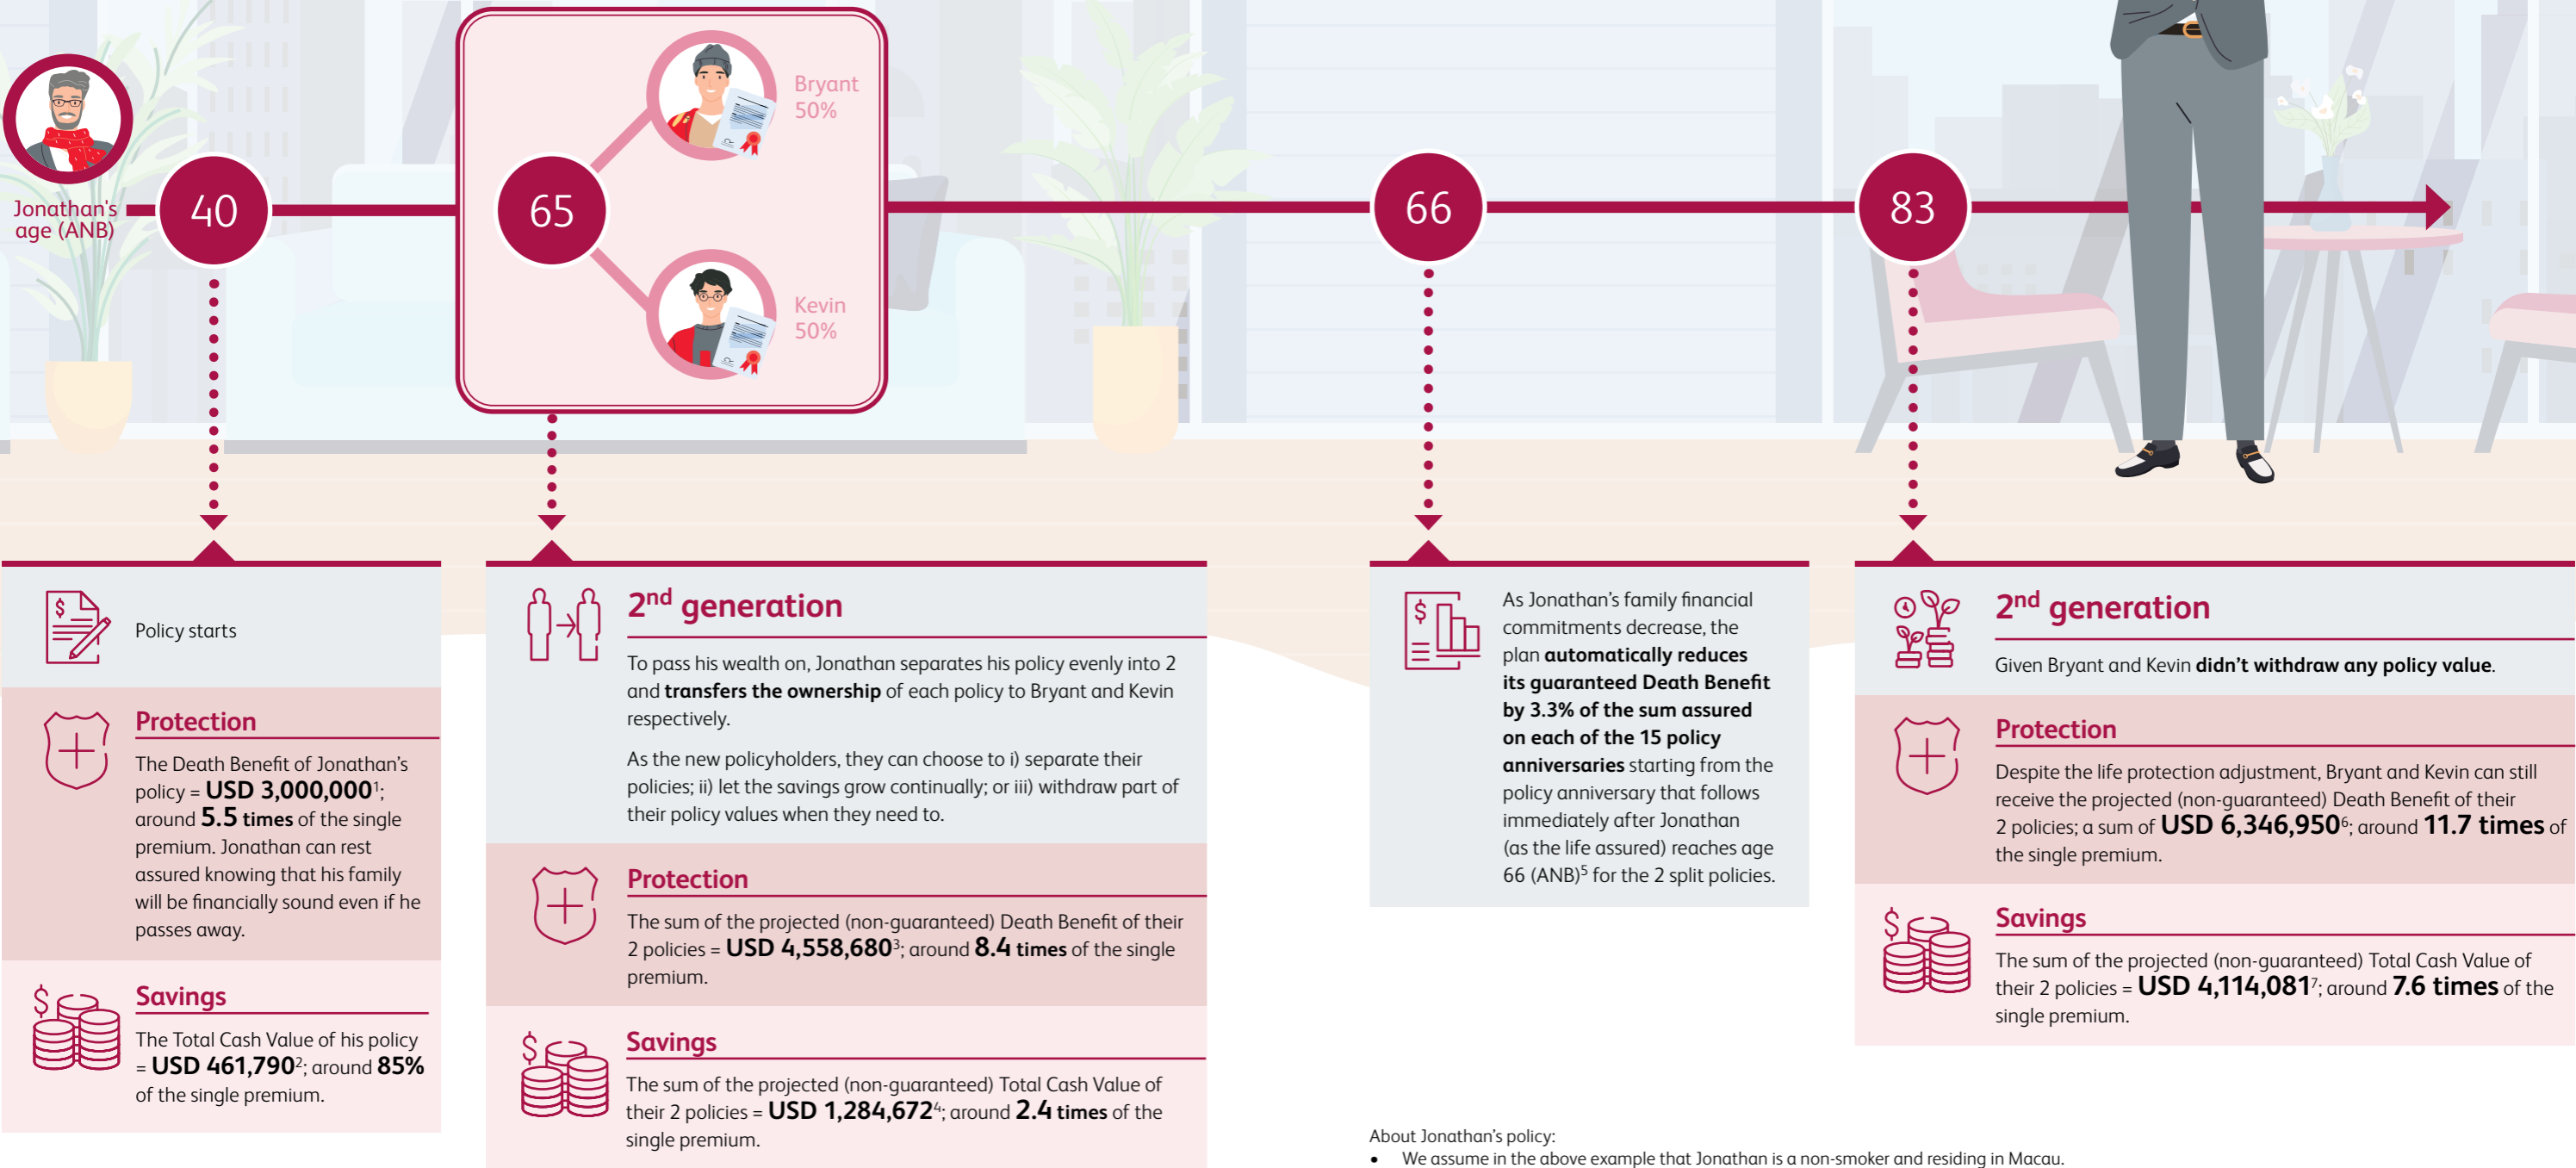 Bryant
50%
Kevin
50%
Jonathan's
age (ANB)
40
65
66
83
Policy starts
Protection
The Death Benefit of Jonathan’s
policy = USD 3,000,000¹;
around 5.5 times of the single
premium. Jonathan can rest
assured knowing that his family
will be financially sound even if he
passes away.
Savings
The Total Cash Value of his policy
= USD 461,790²; around 85%
of the single premium.
2nd generation
To pass his wealth on, Jonathan separates his policy evenly into 2
and transfers the ownership of each policy to Bryant and Kevin
respectively.
As the new policyholders, they can choose to i) separate their
policies; ii) let the savings grow continually; or iii) withdraw part of
their policy values when they need to.
Protection
The sum of the projected (non-guaranteed) Death Benefit of their
2 policies = USD 4,558,680³; around 8.4 times of the single
premium.
Savings
The sum of the projected (non-guaranteed) Total Cash Value of
their 2 policies = USD 1,284,672⁴; around 2.4 times of the
single premium.
As Jonathan’s family financial
commitments decrease, the
plan automatically reduces
its guaranteed Death Benefit
by 3.3% of the sum assured
on each of the 15 policy
anniversaries starting from the
policy anniversary that follows
immediately after Jonathan
(as the life assured) reaches age
66 (ANB)⁵ for the 2 split policies.
2nd generation
Given Bryant and Kevin didn’t withdraw any policy value.
Protection
Despite the life protection adjustment, Bryant and Kevin can still
receive the projected (non-guaranteed) Death Benefit of their
2 policies; a sum of USD 6,346,950⁶; around 11.7 times of
the single premium.
Savings
The sum of the projected (non-guaranteed) Total Cash Value of
their 2 policies = USD 4,114,081⁷; around 7.6 times of the
single premium.
About Jonathan’s policy:
• We assume in the above example that Jonathan is a non-smoker and residing in Macau.